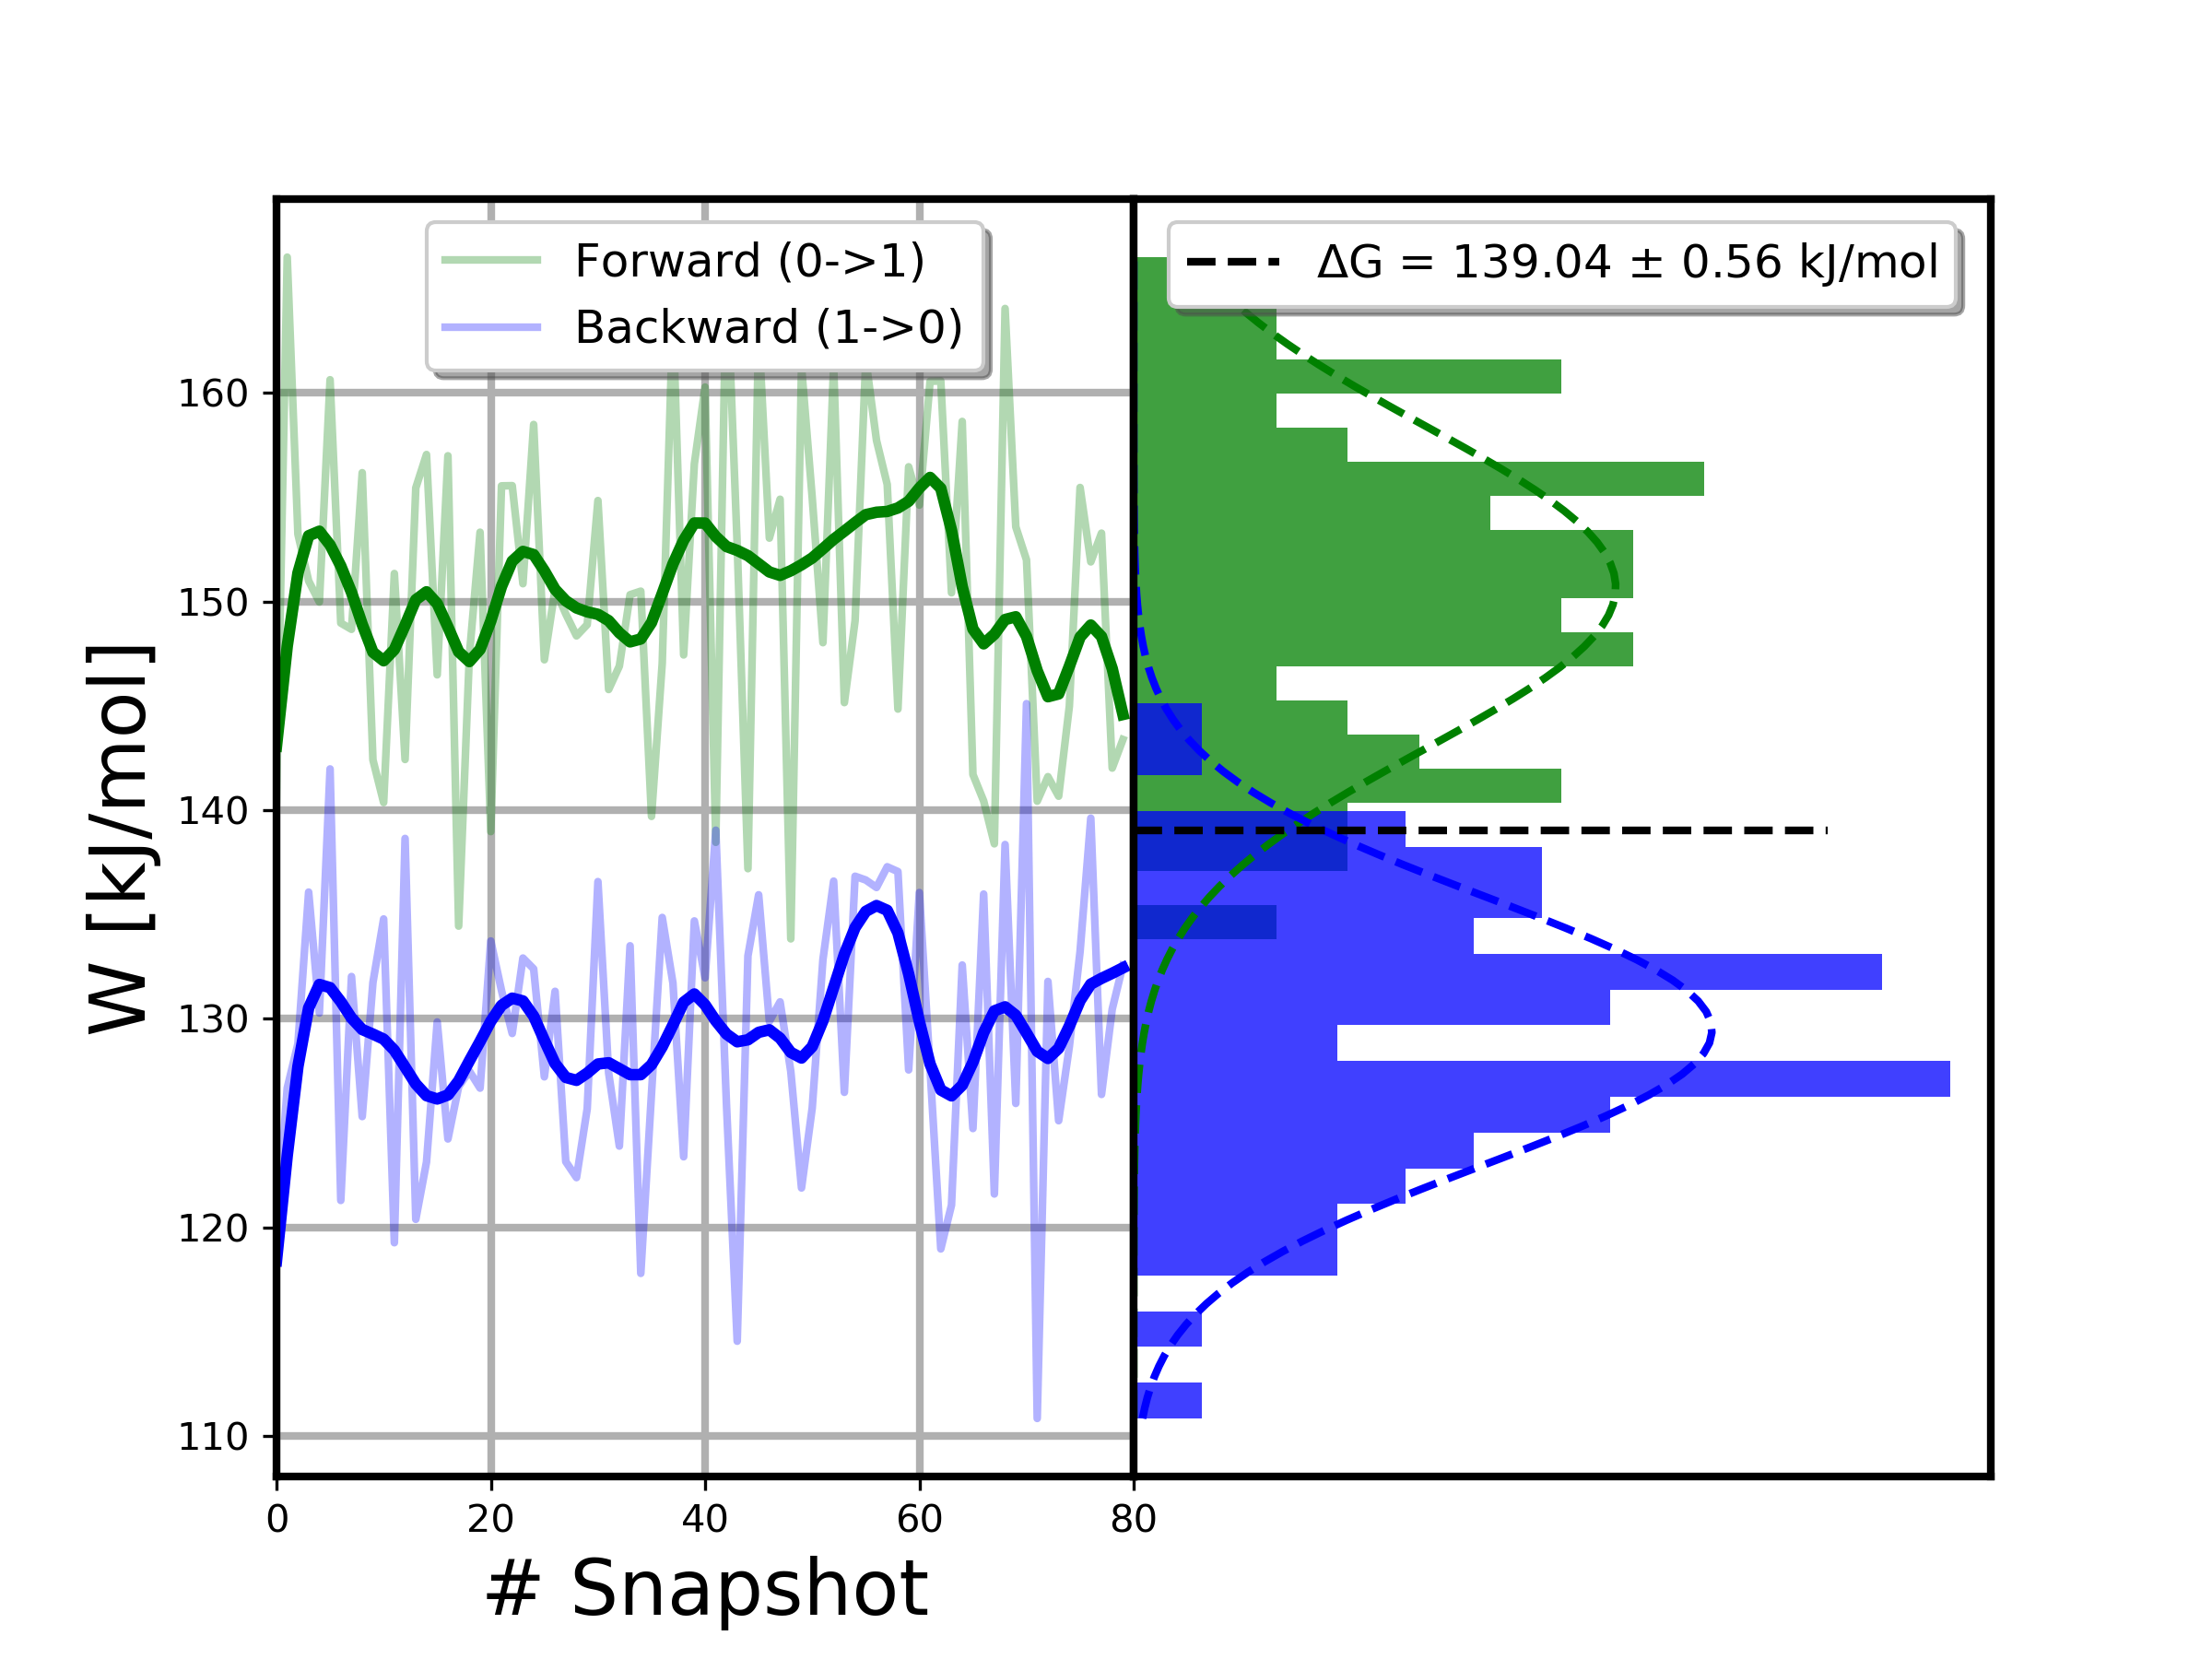 Forward (0->1)
Backward (1->0)
ΔG = 139.04 ± 0.56 kJ/mol
W [kJ/mol]
160
150
140
130
120
110
0 20 40 60 80
# Snapshot